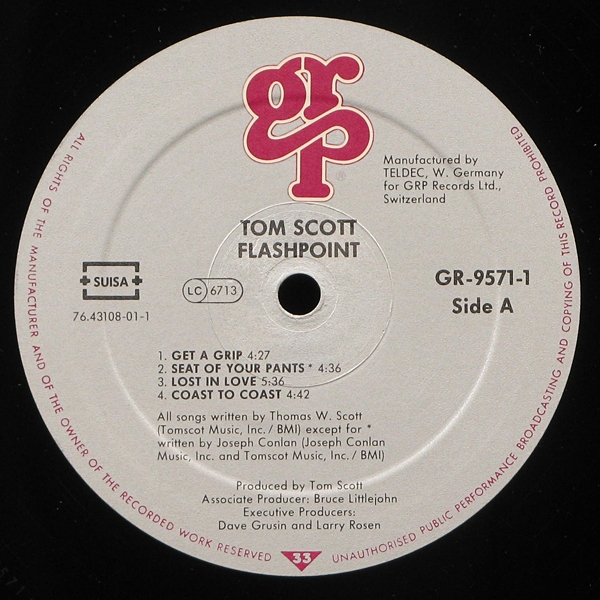 grp
®
Manufactured by
TELDEC, W. Germany
for GRP Records Ltd.,
Switzerland
TOM SCOTT
FLASHPOINT
SUISA
76.43108-01-1
LC 6713
GR-9571-1
Side A
1. GET A GRIP 4:27
2. SEAT OF YOUR PANTS* 4:36
3. LOST IN LOVE 5:36
4. COAST TO COAST 4:42
All songs written by Thomas W. Scott
(Tomscot Music, Inc. / BMI) except for *
written by Joseph Conlan (Joseph Conlan
Music, Inc. and Tomscot Music, Inc. / BMI)
Produced by Tom Scott
Associate Producer: Bruce Littlejohn
Executive Producers:
Dave Grusin and Larry Rosen
ALL RIGHTS OF THE MANUFACTURER AND OF THE OWNER OF THE RECORDED WORK RESERVED
33
UNAUTHORISED PUBLIC PERFORMANCE BROADCASTING AND COPYING OF THIS RECORD PROHIBITED